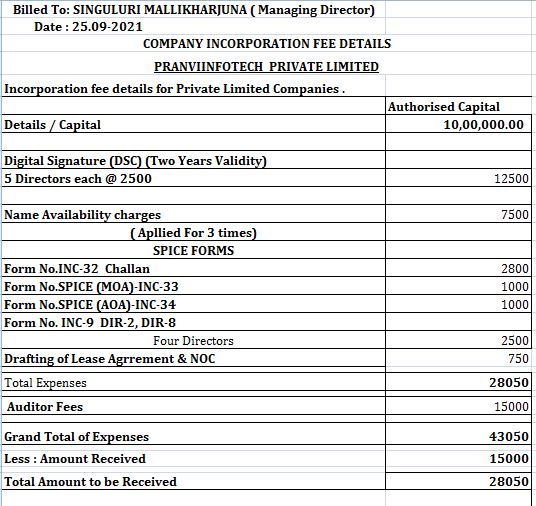 Billed To: SINGULURI MALLIKHARJUNA ( Managing Director)
Date : 25.09-2021
COMPANY INCORPORATION FEE DETAILS
PRANVIINFOTECH PRIVATE LIMITED
Incorporation fee details for Private Limited Companies .
Authorised Capital
Details / Capital 10,00,000.00
Digital Signature (DSC) (Two Years Validity)
5 Directors each @ 2500 12500
Name Availability charges 7500
( Apllied For 3 times)
SPICE FORMS
Form No.INC-32 Challan 2800
Form No.SPICE (MOA)-INC-33 1000
Form No.SPICE (AOA)-INC-34 1000
Form No. INC-9 DIR-2, DIR-8
Four Directors 2500
Drafting of Lease Agrrement & NOC 750
Total Expenses 28050
Auditor Fees 15000
Grand Total of Expenses 43050
Less : Amount Received 15000
Total Amount to be Received 28050